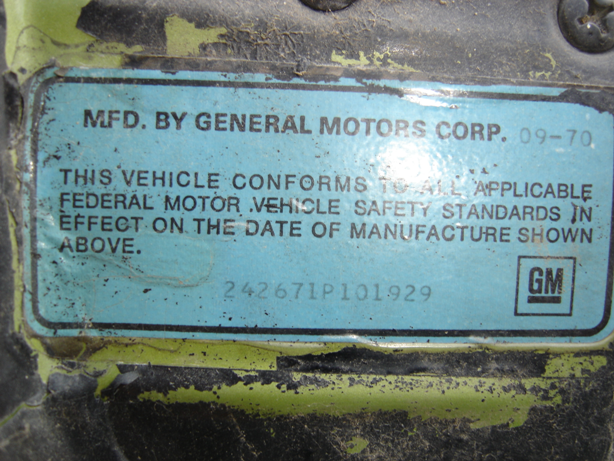 MFD. BY GENERAL MOTORS CORP. 09-70
THIS VEHICLE CONFORMS TO ALL APPLICABLE
FEDERAL MOTOR VEHICLE SAFETY STANDARDS IN
EFFECT ON THE DATE OF MANUFACTURE SHOWN
ABOVE.
242671P101929
GM